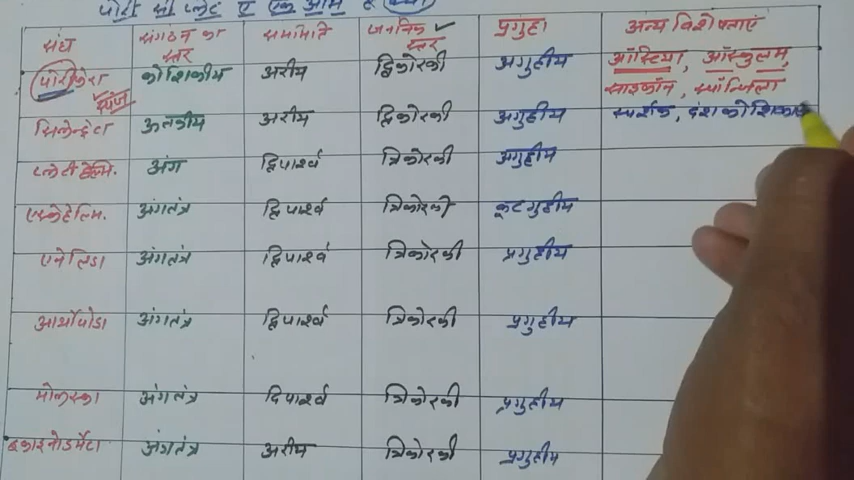 संघ संगठन का स्तर सममिति जननिक स्तर प्रगुहा अन्य विशेषताएं
पोरीफेरा स्पंज कोशिकीय अरीय द्विकोरकी अगुहीय ऑस्टिया, ऑस्कुलम,
साइकॉन, स्पॉन्जिला
सिलेन्ट्रेटा ऊतकीय अरीय द्विकोरकी अगुहीय स्पर्शक, दंश कोशिकाएं
प्लेटीहेल्मि. अंग द्विपार्श्व त्रिकोरकी अगुहीय
एस्केहेल्मि. अंगतंत्र द्विपार्श्व त्रिकोरकी कूटगुहीय
एनेलिडा अंगतंत्र द्विपार्श्व त्रिकोरकी प्रगुहीय
आर्थोपोडा अंगतंत्र द्विपार्श्व त्रिकोरकी प्रगुहीय
मोलस्का अंगतंत्र दिपार्श्व त्रिकोरकी प्रगुहीय
इकाइनोडर्मेटा अंगतंत्र अरीय त्रिकोरकी प्रगुहीय